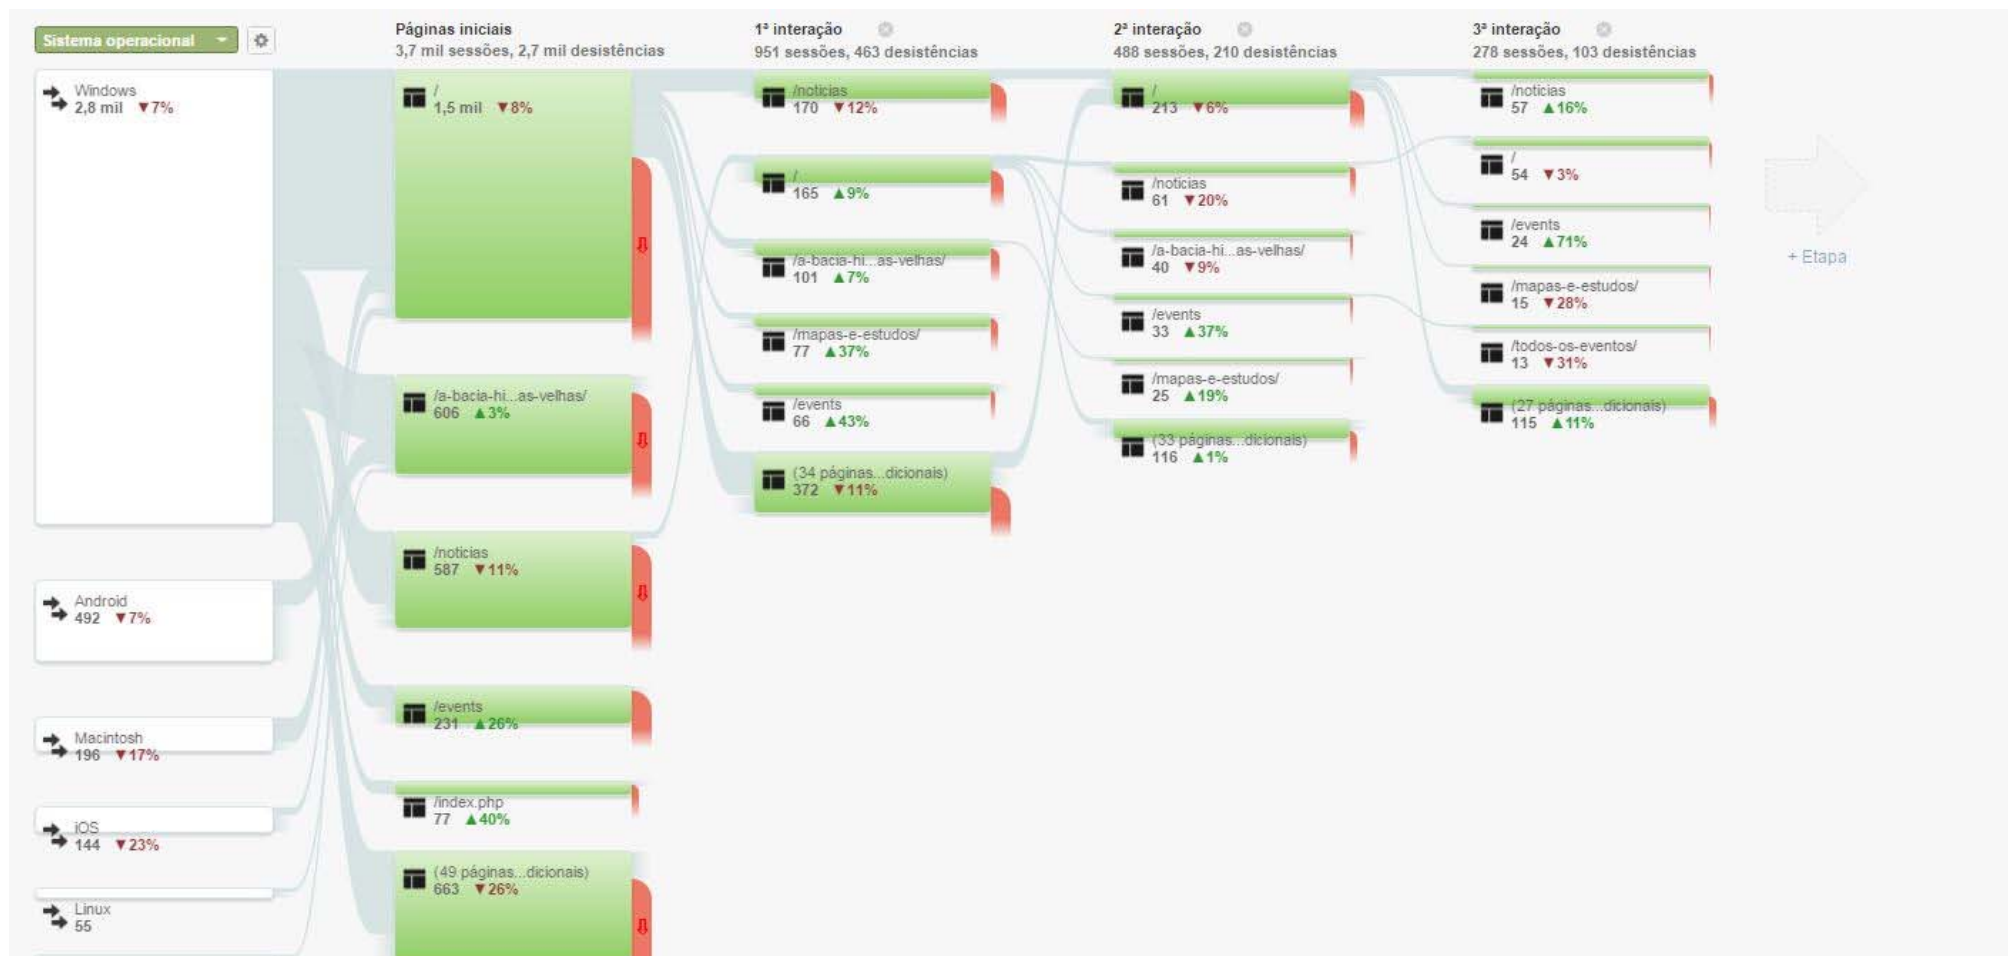 Sistema operacional
Windows
2,8 mil ▼7%
Android
492 ▼7%
Macintosh
196 ▼17%
iOS
144 ▼23%
Linux
55
Páginas iniciais
3,7 mil sessões, 2,7 mil desistências
/
1,5 mil ▼8%
/a-bacia-hi...as-velhas/
606 ▲3%
/noticias
587 ▼11%
/events
231 ▲26%
/index.php
77 ▲40%
(49 páginas...dicionais)
663 ▼26%
1ª interação
951 sessões, 463 desistências
/noticias
170 ▼12%
/
165 ▲9%
/a-bacia-hi...as-velhas/
101 ▲7%
/mapas-e-estudos/
77 ▲37%
/events
66 ▲43%
(34 páginas...dicionais)
372 ▼11%
2ª interação
488 sessões, 210 desistências
/
213 ▼6%
/noticias
61 ▼20%
/a-bacia-hi...as-velhas/
40 ▼9%
/events
33 ▲37%
/mapas-e-estudos/
25 ▲19%
(33 páginas...dicionais)
116 ▲1%
3ª interação
278 sessões, 103 desistências
/noticias
57 ▲16%
/
54 ▼3%
/events
24 ▲71%
/mapas-e-estudos/
15 ▼28%
/todos-os-eventos/
13 ▼31%
(27 páginas...dicionais)
115 ▲11%
+ Etapa